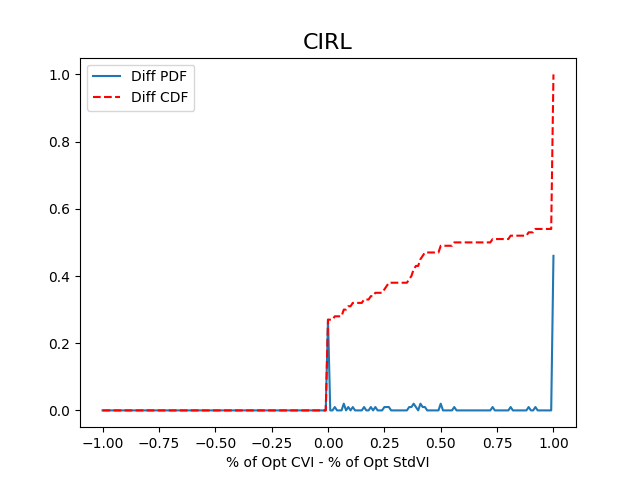 CIRL
Diff PDF
Diff CDF
1.0
0.8
0.6
0.4
0.2
0.0
−1.00 −0.75 −0.50 −0.25 0.00 0.25 0.50 0.75 1.00
% of Opt CVI - % of Opt StdVI